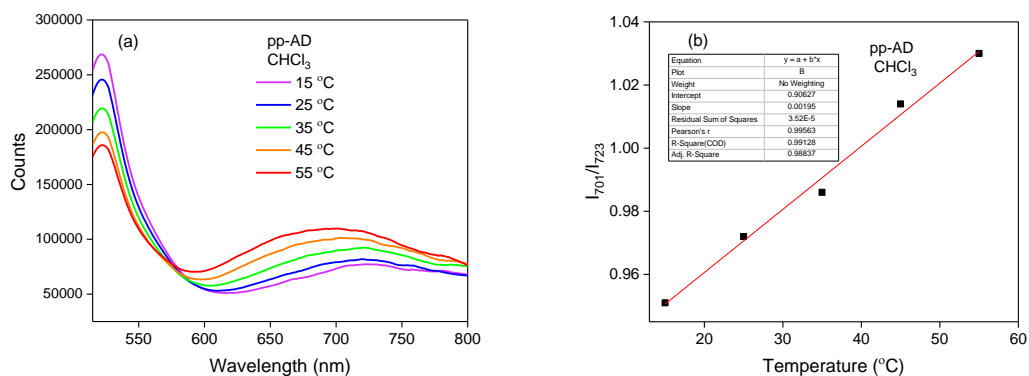 (a)
pp-AD
CHCl₃
15 °C
25 °C
35 °C
45 °C
55 °C
300000
250000
200000
150000
100000
50000
Counts
550 600 650 700 750 800
Wavelength (nm)
(b)
pp-AD
CHCl₃
Equation y = a + b*x
Plot B
Weight No Weighting
Intercept 0.90627
Slope 0.00195
Residual Sum of Squares 3.52E-5
Pearson's r 0.99563
R-Square(COD) 0.99128
Adj. R-Square 0.98837
1.04
1.02
1.00
0.98
0.96
I₇₀₁/I₇₂₃
20 30 40 50 60
Temperature (°C)